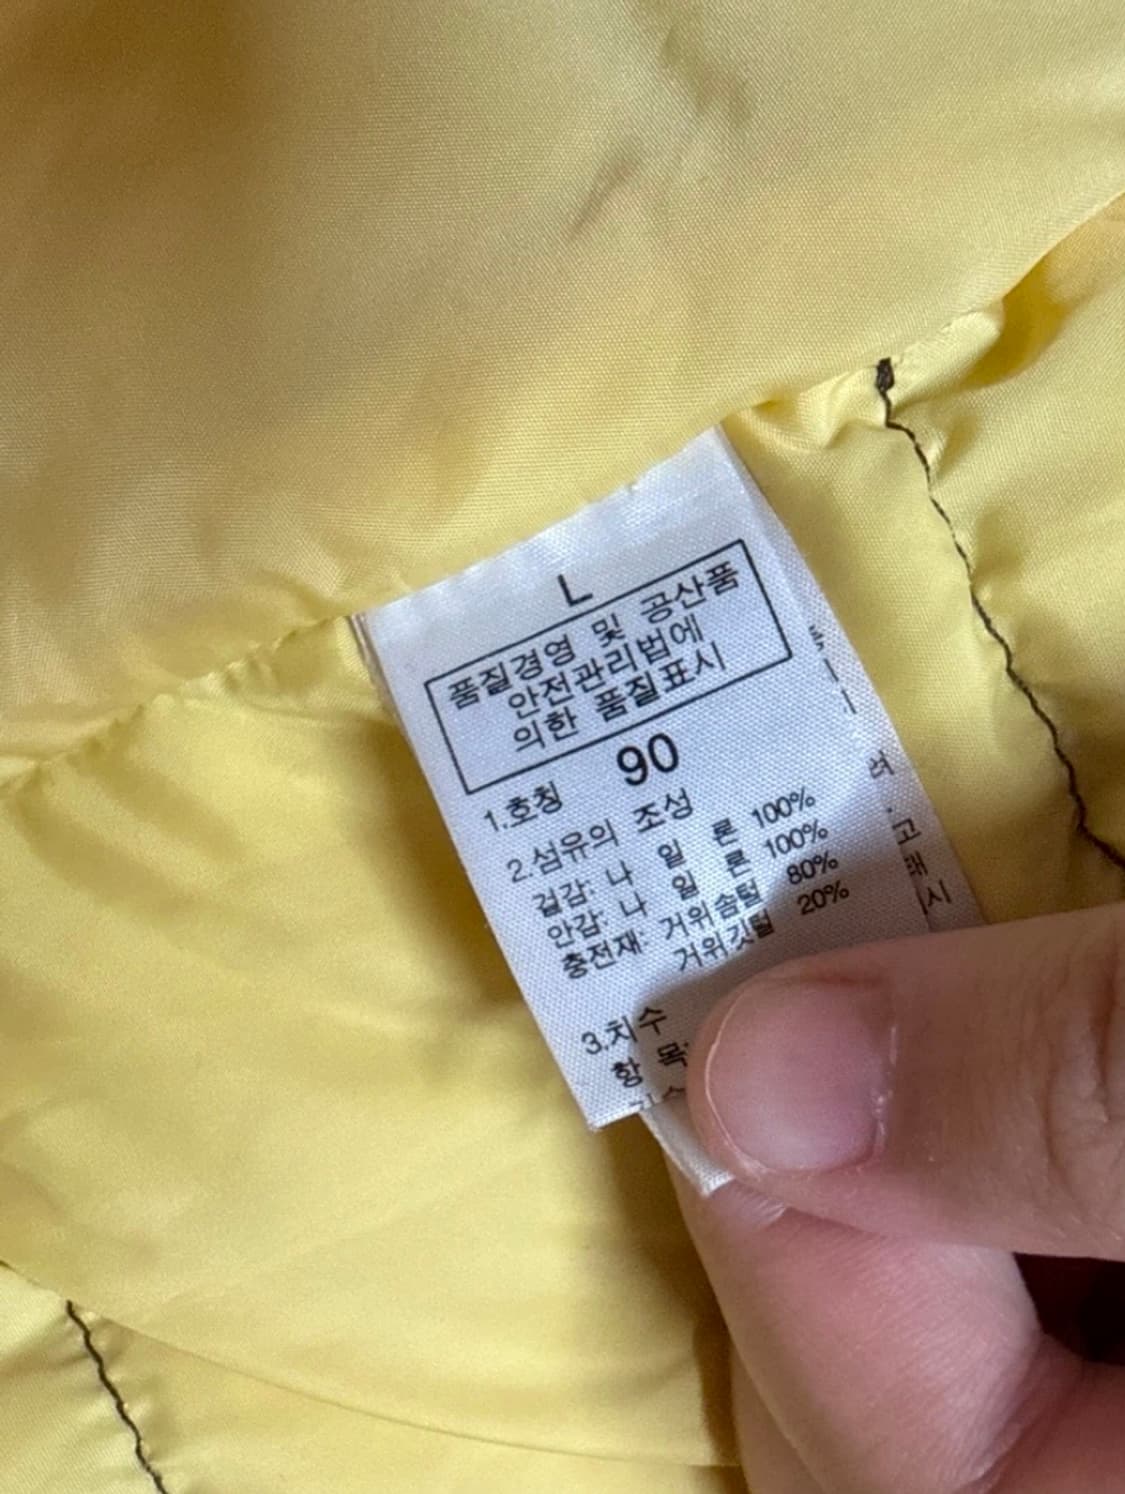 L
품질경영 및 공산품
안전관리법에
의한 품질표시
1.호칭 90
2.섬유의 조성
겉감: 나 일 론 100%
안감: 나 일 론 100%
충전재: 거위솜털 80%
거위깃털 20%
3.치수
항 목: